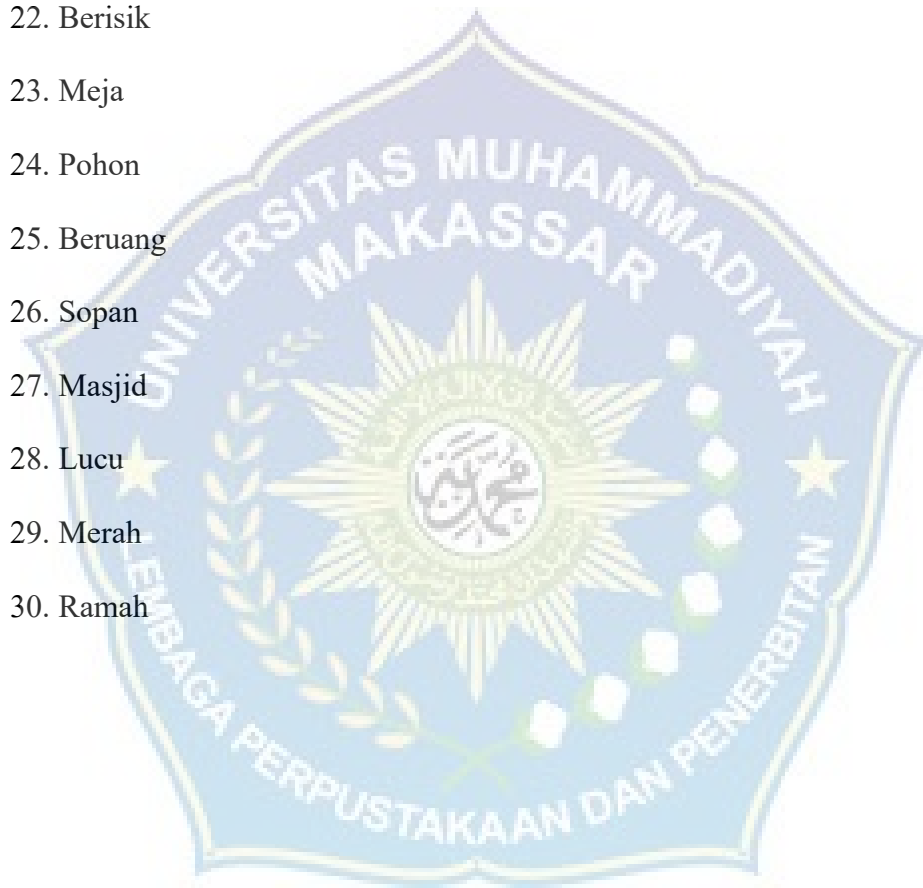 22. Berisik
23. Meja
24. Pohon
25. Beruang
26. Sopan
27. Masjid
28. Lucu
29. Merah
30. Ramah
UNIVERSITAS MUHAMMADIYAH
MAKASSAR
LEMBAGA PERPUSTAKAAN DAN PENERBITAN